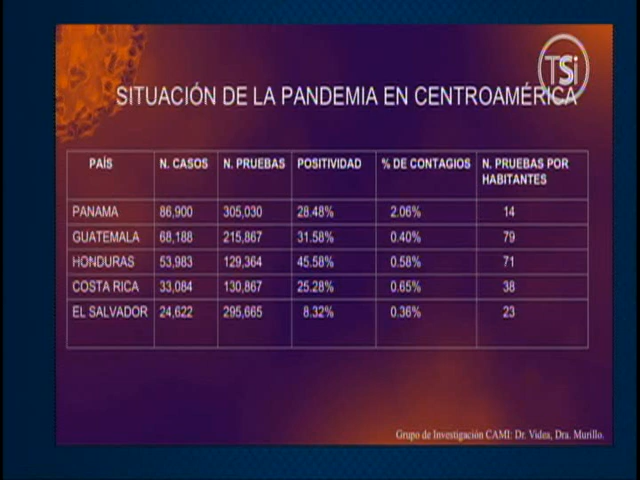 TSi
SITUACIÓN DE LA PANDEMIA EN CENTROAMÉRICA
PAÍS N. CASOS N. PRUEBAS POSITIVIDAD % DE CONTAGIOS N. PRUEBAS POR
HABITANTES
PANAMA 86,900 305,030 28.48% 2.06% 14
GUATEMALA 68,188 215,867 31.58% 0.40% 79
HONDURAS 53,983 129,364 45.58% 0.58% 71
COSTA RICA 33,084 130,867 25.28% 0.65% 38
EL SALVADOR 24,622 295,665 8.32% 0.36% 23
Grupo de Investigación CAMI: Dr. Videa, Dra. Murillo.